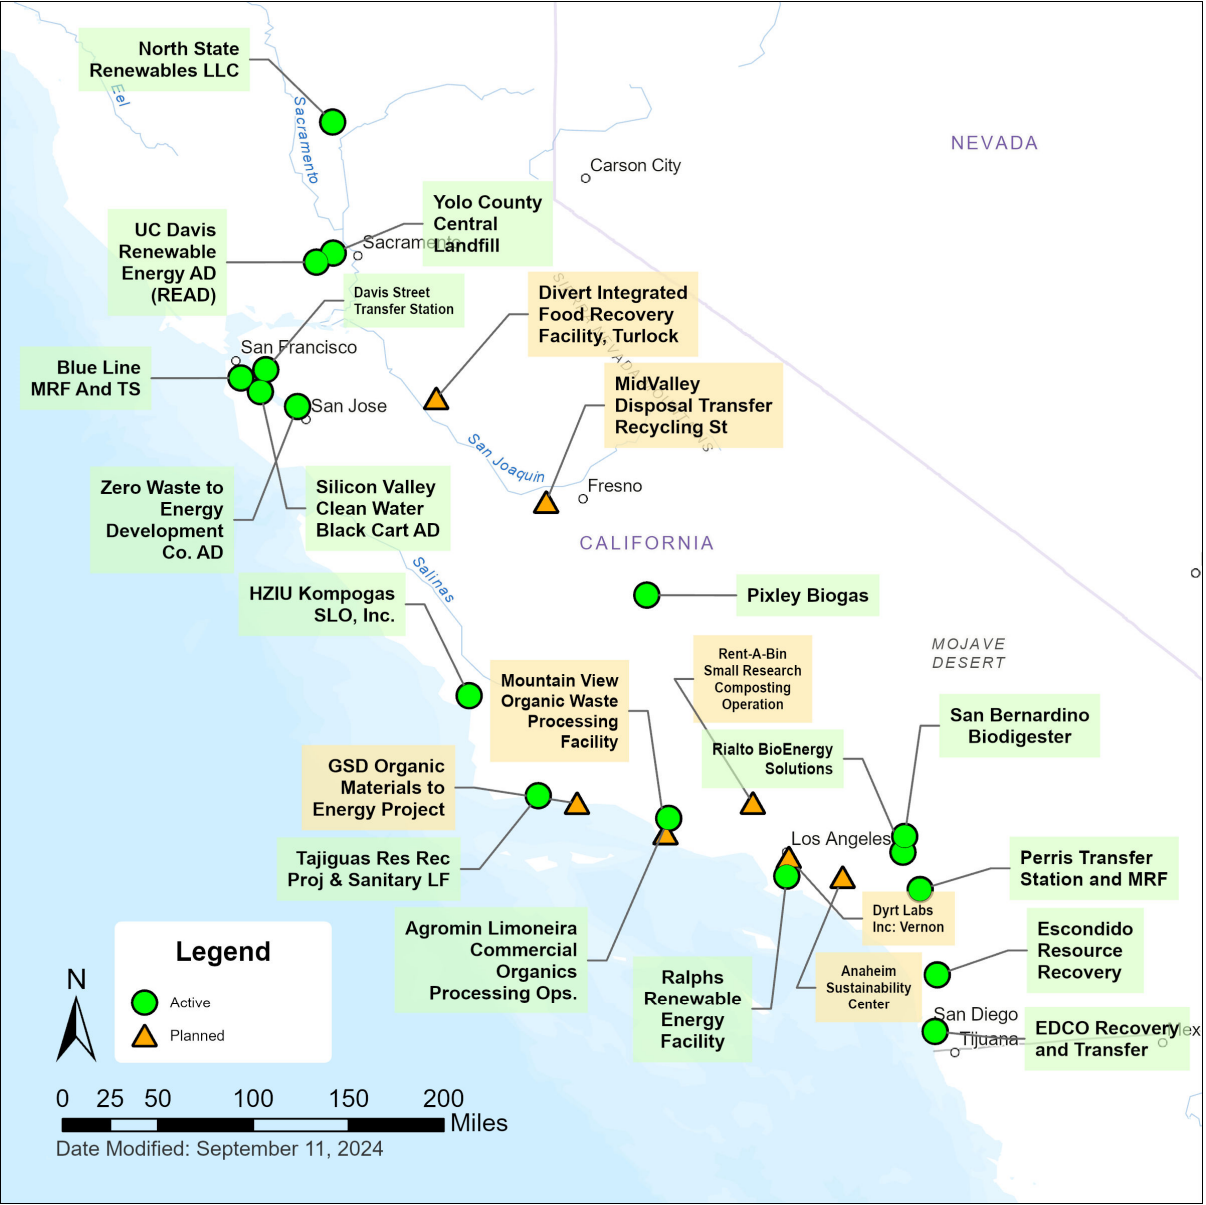 North State
Renewables LLC
Eel
Sacramento
NEVADA
Carson City
Yolo County
Central
Landfill
UC Davis
Renewable
Energy AD
(READ)
Sacramento
Davis Street
Transfer Station
Divert Integrated
Food Recovery
Facility, Turlock
SIERRA NEVADA MOUNTAINS
San Francisco
Blue Line
MRF And TS
MidValley
Disposal Transfer
Recycling St
San Jose
San Joaquin
Fresno
Zero Waste to
Energy
Development
Co. AD
Silicon Valley
Clean Water
Black Cart AD
CALIFORNIA
Salinas
HZIU Kompogas
SLO, Inc.
Pixley Biogas
MOJAVE
DESERT
Rent-A-Bin
Small Research
Composting
Operation
Mountain View
Organic Waste
Processing
Facility
San Bernardino
Biodigester
Rialto BioEnergy
Solutions
GSD Organic
Materials to
Energy Project
Los Angeles
Tajiguas Res Rec
Proj & Sanitary LF
Perris Transfer
Station and MRF
Dyrt Labs
Inc: Vernon
Agromin Limoneira
Commercial
Organics
Processing Ops.
Escondido
Resource
Recovery
Anaheim
Sustainability
Center
Ralphs
Renewable
Energy
Facility
San Diego
Tijuana
EDCO Recovery
and Transfer
Mex
Legend
Active
Planned
N
0 25 50 100 150 200
Miles
Date Modified: September 11, 2024